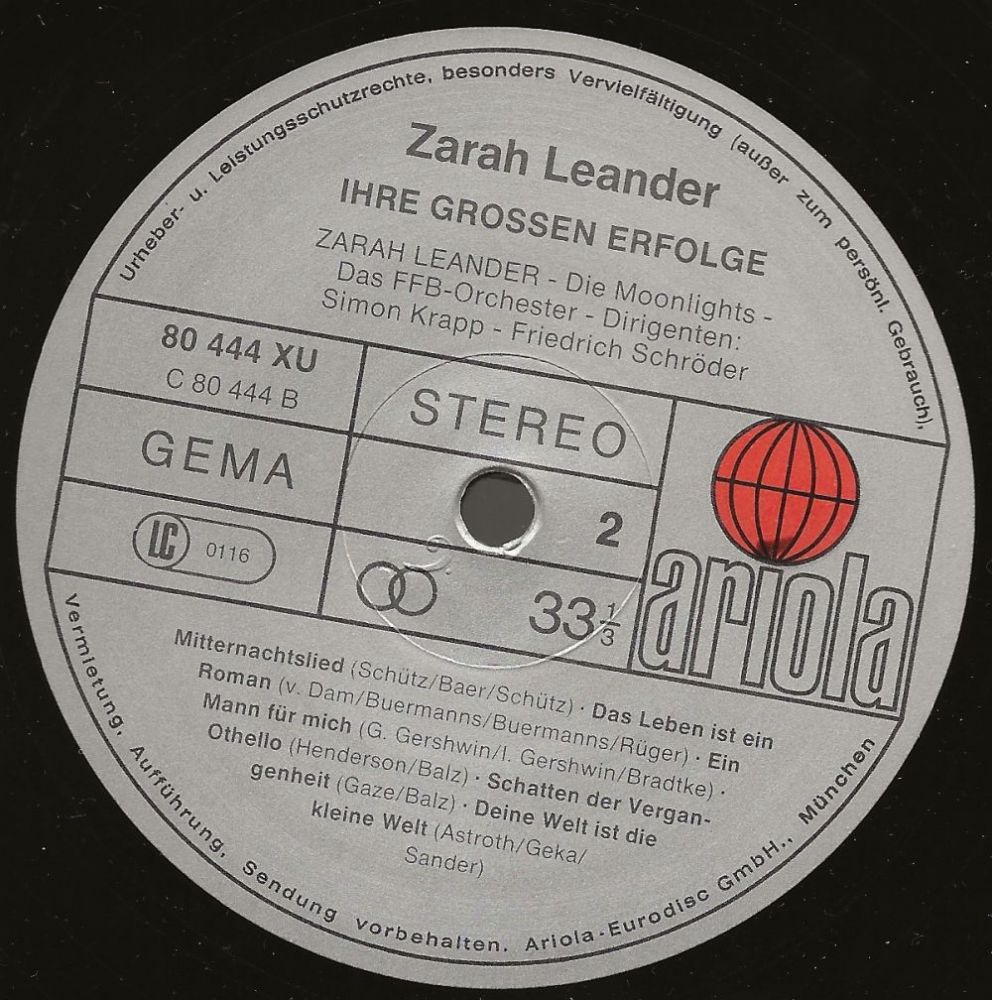 Urheber- u. Leistungsschutzrechte, besonders Vervielfältigung (außer zum persönl. Gebrauch),
Zarah Leander
IHRE GROSSEN ERFOLGE
ZARAH LEANDER - Die Moonlights -
Das FFB-Orchester - Dirigenten:
Simon Krapp - Friedrich Schröder
80 444 XU
C 80 444 B
STEREO
GEMA
2
LC 0116
33 1/3
ariola
Mitternachtslied (Schütz/Baer/Schütz) · Das Leben ist ein
Roman (v. Dam/Buermanns/Buermanns/Rüger) · Ein
Mann für mich (G. Gershwin/I. Gershwin/Bradtke) ·
Othello (Henderson/Balz) · Schatten der Vergan-
genheit (Gaze/Balz) · Deine Welt ist die
kleine Welt (Astroth/Geka/
Sander)
Vermietung, Aufführung, Sendung vorbehalten. Ariola-Eurodisc GmbH., München